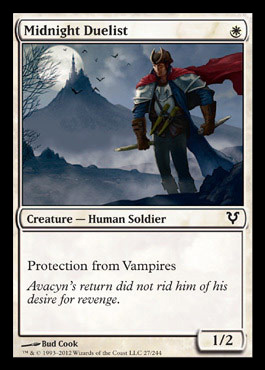 Midnight Duelist
Creature — Human Soldier
Protection from Vampires
Avacyn's return did not rid him of his
desire for revenge.
Bud Cook
™ & © 1993–2012 Wizards of the Coast LLC 27/244
1/2